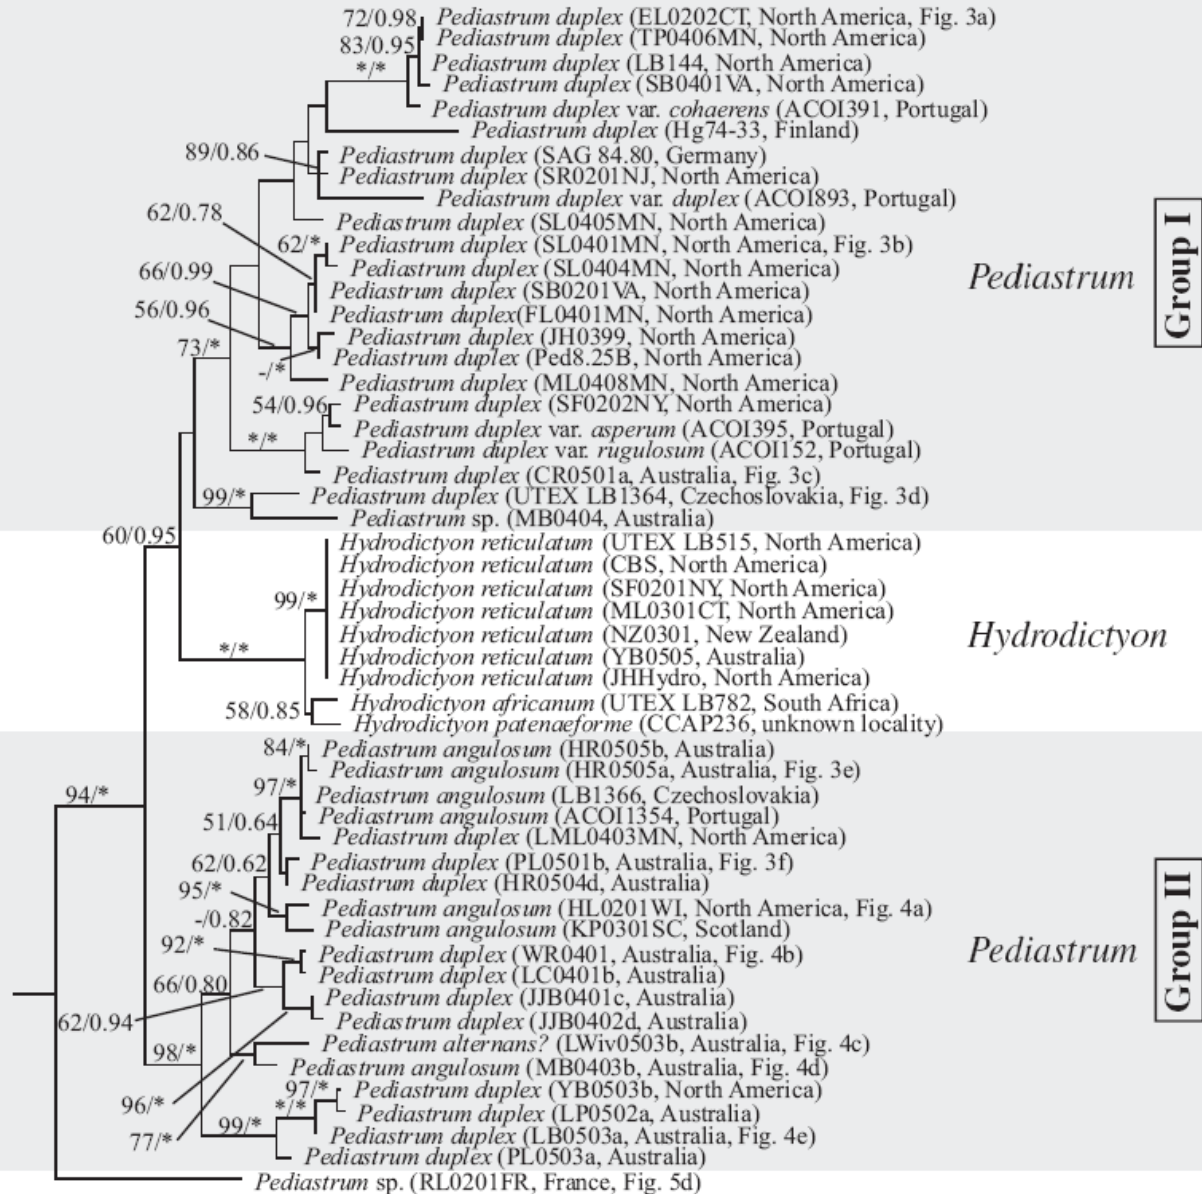 72/0.98
Pediastrum duplex (EL0202CT, North America, Fig. 3a)
83/0.95
Pediastrum duplex (TP0406MN, North America)
*/*
Pediastrum duplex (LB144, North America)
Pediastrum duplex (SB0401VA, North America)
Pediastrum duplex var. cohaerens (ACOI391, Portugal)
Pediastrum duplex (Hg74-33, Finland)
89/0.86
Pediastrum duplex (SAG 84.80, Germany)
Pediastrum duplex (SR0201NJ, North America)
Pediastrum duplex var. duplex (ACOI893, Portugal)
62/0.78
Pediastrum duplex (SL0405MN, North America)
62/*
Pediastrum duplex (SL0401MN, North America, Fig. 3b)
66/0.99
Pediastrum duplex (SL0404MN, North America)
Pediastrum duplex (SB0201VA, North America)
56/0.96
Pediastrum duplex(FL0401MN, North America)
Pediastrum duplex (JH0399, North America)
73/*
Pediastrum duplex (Ped8.25B, North America)
-/*
Pediastrum duplex (ML0408MN, North America)
54/0.96
Pediastrum duplex (SF0202NY, North America)
Pediastrum duplex var. asperum (ACOI395, Portugal)
*/*
Pediastrum duplex var. rugulosum (ACOI152, Portugal)
Pediastrum duplex (CR0501a, Australia, Fig. 3c)
99/*
Pediastrum duplex (UTEX LB1364, Czechoslovakia, Fig. 3d)
Pediastrum sp. (MB0404, Australia)
Pediastrum
Group I
60/0.95
Hydrodictyon reticulatum (UTEX LB515, North America)
Hydrodictyon reticulatum (CBS, North America)
Hydrodictyon reticulatum (SF0201NY, North America)
99/*
Hydrodictyon reticulatum (ML0301CT, North America)
Hydrodictyon reticulatum (NZ0301, New Zealand)
*/*
Hydrodictyon reticulatum (YB0505, Australia)
Hydrodictyon reticulatum (JHHydro, North America)
58/0.85
Hydrodictyon africanum (UTEX LB782, South Africa)
Hydrodictyon patenaeforme (CCAP236, unknown locality)
Hydrodictyon
84/*
Pediastrum angulosum (HR0505b, Australia)
Pediastrum angulosum (HR0505a, Australia, Fig. 3e)
94/*
97/*
Pediastrum angulosum (LB1366, Czechoslovakia)
51/0.64
Pediastrum angulosum (ACOI1354, Portugal)
Pediastrum duplex (LML0403MN, North America)
62/0.62
Pediastrum duplex (PL0501b, Australia, Fig. 3f)
95/*
Pediastrum duplex (HR0504d, Australia)
Pediastrum angulosum (HL0201WI, North America, Fig. 4a)
-/0.82
Pediastrum angulosum (KP0301SC, Scotland)
92/*
Pediastrum duplex (WR0401, Australia, Fig. 4b)
66/0.80
Pediastrum duplex (LC0401b, Australia)
Pediastrum duplex (JJB0401c, Australia)
62/0.94
Pediastrum duplex (JJB0402d, Australia)
Pediastrum alternans? (LWiv0503b, Australia, Fig. 4c)
98/*
Pediastrum angulosum (MB0403b, Australia, Fig. 4d)
97/*
Pediastrum duplex (YB0503b, North America)
96/*
*/*
Pediastrum duplex (LP0502a, Australia)
77/*
99/*
Pediastrum duplex (LB0503a, Australia, Fig. 4e)
Pediastrum duplex (PL0503a, Australia)
Pediastrum
Group II
Pediastrum sp. (RL0201FR, France, Fig. 5d)